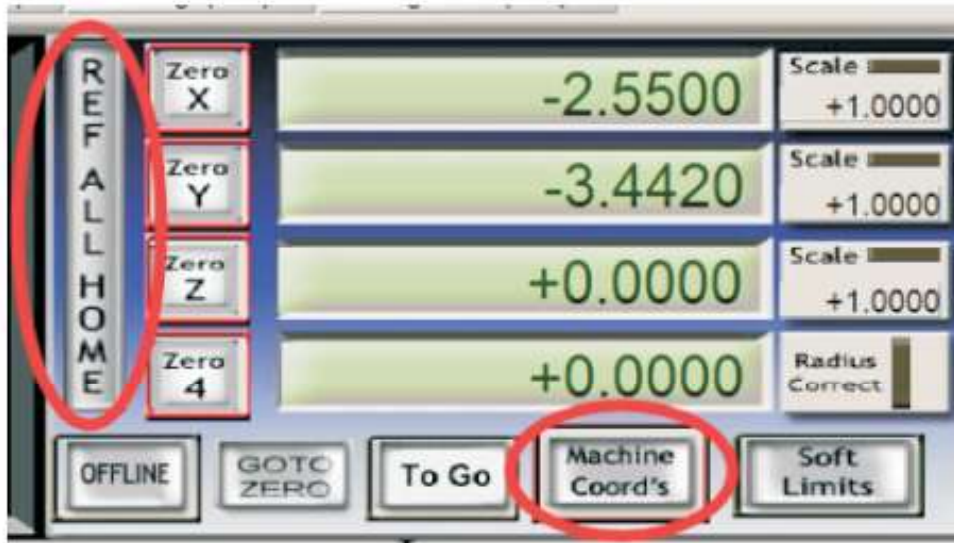 REF ALL HOME
Zero
X
-2.5500
Scale
+1.0000
Zero
Y
-3.4420
Scale
+1.0000
Zero
Z
+0.0000
Scale
+1.0000
Zero
4
+0.0000
Radius
Correct
OFFLINE
GOTO
ZERO
To Go
Machine
Coord's
Soft
Limits